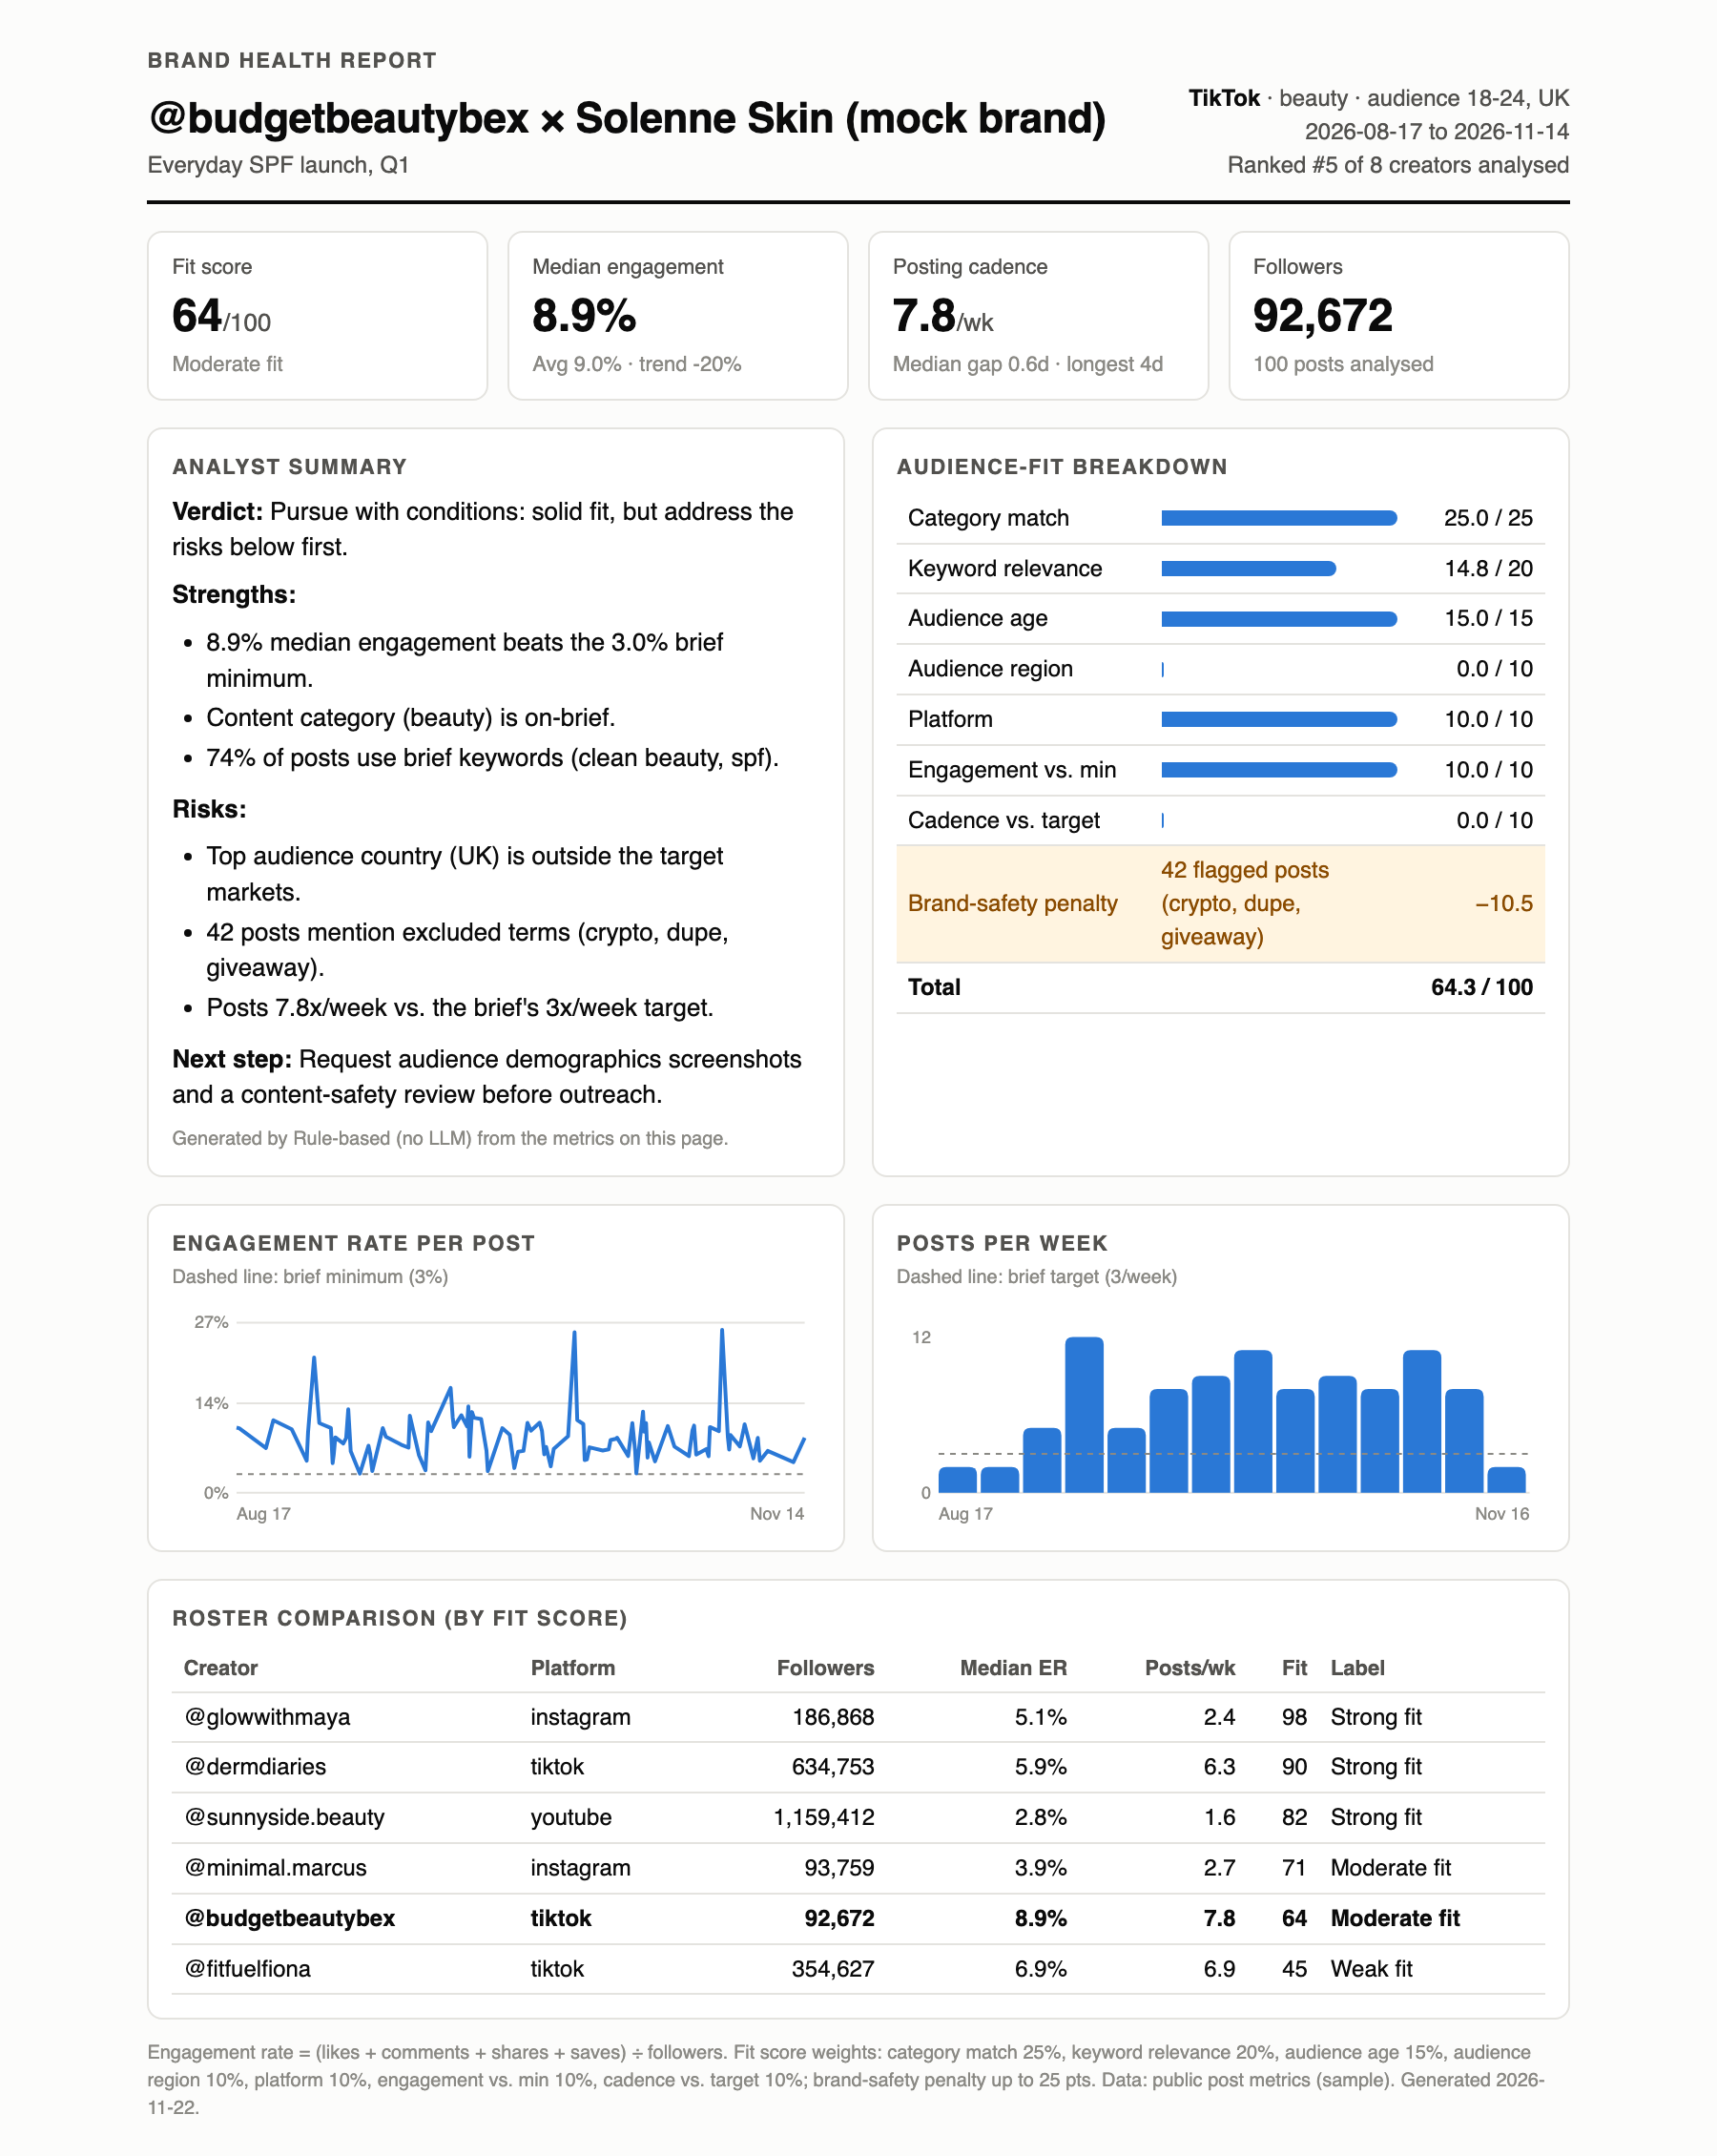 BRAND HEALTH REPORT
@budgetbeautybex × Solenne Skin (mock brand)
Everyday SPF launch, Q1
TikTok · beauty · audience 18-24, UK
2026-08-17 to 2026-11-14
Ranked #5 of 8 creators analysed
Fit score
64/100
Moderate fit
Median engagement
8.9%
Avg 9.0% · trend -20%
Posting cadence
7.8/wk
Median gap 0.6d · longest 4d
Followers
92,672
100 posts analysed
ANALYST SUMMARY
Verdict: Pursue with conditions: solid fit, but address the
risks below first.
Strengths:
• 8.9% median engagement beats the 3.0% brief
minimum.
• Content category (beauty) is on-brief.
• 74% of posts use brief keywords (clean beauty, spf).
Risks:
• Top audience country (UK) is outside the target
markets.
• 42 posts mention excluded terms (crypto, dupe,
giveaway).
• Posts 7.8x/week vs. the brief's 3x/week target.
Next step: Request audience demographics screenshots
and a content-safety review before outreach.
Generated by Rule-based (no LLM) from the metrics on this page.
AUDIENCE-FIT BREAKDOWN
Category match 25.0 / 25
Keyword relevance 14.8 / 20
Audience age 15.0 / 15
Audience region 0.0 / 10
Platform 10.0 / 10
Engagement vs. min 10.0 / 10
Cadence vs. target 0.0 / 10
Brand-safety penalty
42 flagged posts
(crypto, dupe,
giveaway)
−10.5
Total 64.3 / 100
ENGAGEMENT RATE PER POST
Dashed line: brief minimum (3%)
27%
14%
0%
Aug 17 Nov 14
POSTS PER WEEK
Dashed line: brief target (3/week)
12
0
Aug 17 Nov 16
ROSTER COMPARISON (BY FIT SCORE)
Creator Platform Followers Median ER Posts/wk Fit Label
@glowwithmaya instagram 186,868 5.1% 2.4 98 Strong fit
@dermdiaries tiktok 634,753 5.9% 6.3 90 Strong fit
@sunnyside.beauty youtube 1,159,412 2.8% 1.6 82 Strong fit
@minimal.marcus instagram 93,759 3.9% 2.7 71 Moderate fit
@budgetbeautybex tiktok 92,672 8.9% 7.8 64 Moderate fit
@fitfuelfiona tiktok 354,627 6.9% 6.9 45 Weak fit
Engagement rate = (likes + comments + shares + saves) ÷ followers. Fit score weights: category match 25%, keyword relevance 20%, audience age 15%, audience
region 10%, platform 10%, engagement vs. min 10%, cadence vs. target 10%; brand-safety penalty up to 25 pts. Data: public post metrics (sample). Generated 2026-
11-22.